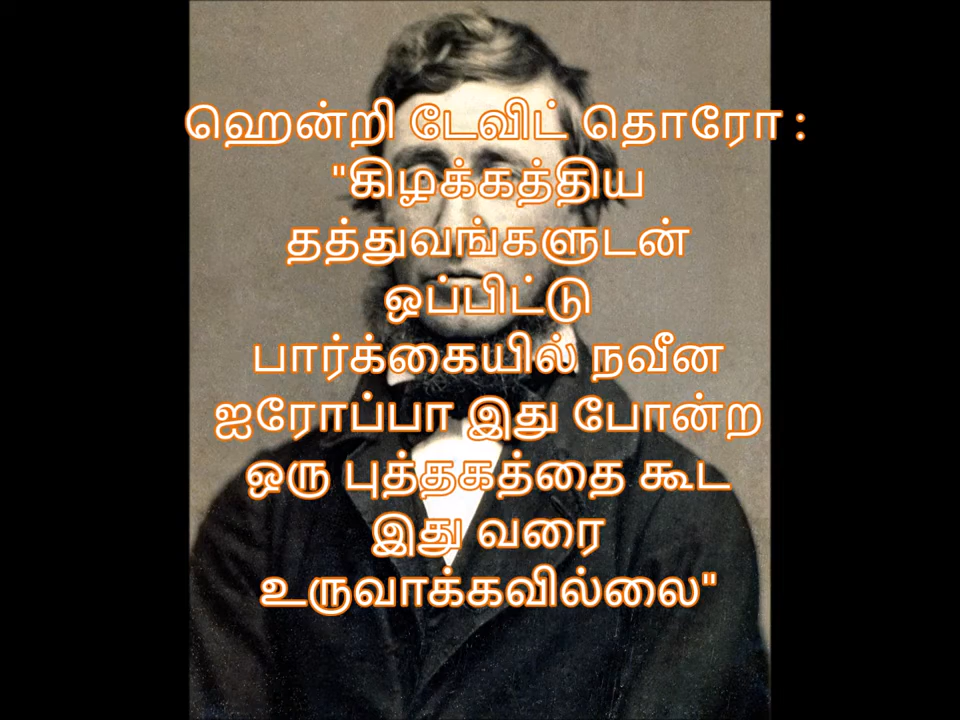 ஹென்றி டேவிட் தொரோ :
"கிழக்கத்திய
தத்துவங்களுடன்
ஒப்பிட்டு
பார்க்கையில் நவீன
ஐரோப்பா இது போன்ற
ஒரு புத்தகத்தை கூட
இது வரை
உருவாக்கவில்லை"